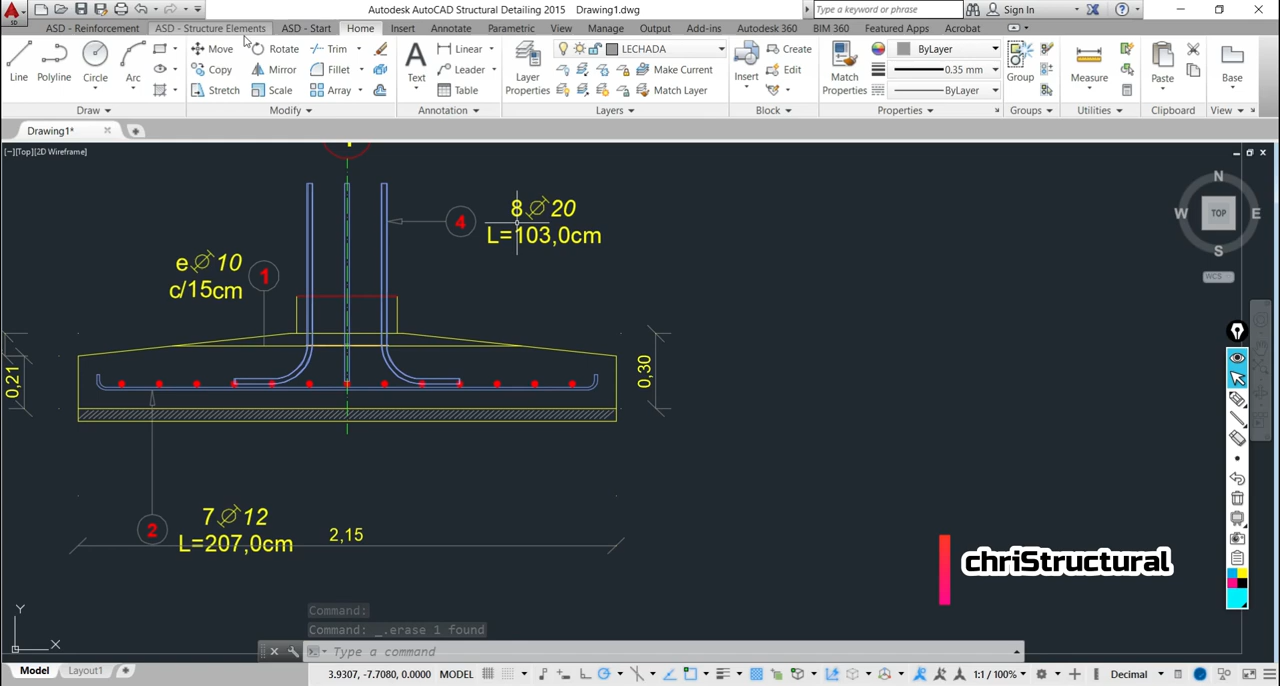 Autodesk AutoCAD Structural Detailing 2015 Drawing1.dwg
Type a keyword or phrase
Sign In
SD
ASD - Reinforcement
ASD - Structure Elements
ASD - Start
Home
Insert
Annotate
Parametric
View
Manage
Output
Add-ins
Autodesk 360
BIM 360
Featured Apps
Acrobat
Line
Polyline
Circle
Arc
Move
Rotate
Trim
Copy
Mirror
Fillet
Stretch
Scale
Array
Text
Linear
Leader
Table
Layer
Properties
LECHADA
Make Current
Match Layer
Insert
Create
Edit
Match
Properties
ByLayer
0.35 mm
ByLayer
Group
Measure
Paste
Base
Draw
Modify
Annotation
Layers
Block
Properties
Groups
Utilities
Clipboard
View
Drawing1*
[−][Top][2D Wireframe]
N
W
TOP
E
S
WCS
4
8∅20
L=103,0cm
e∅10
c/15cm
1
0,21
0,30
2
7∅12
L=207,0cm
2,15
chriStructural
Y
X
Command:
Command: _.erase 1 found
Type a command
Model
Layout1
3.9307, -7.7080, 0.0000
MODEL
1:1 / 100%
Decimal